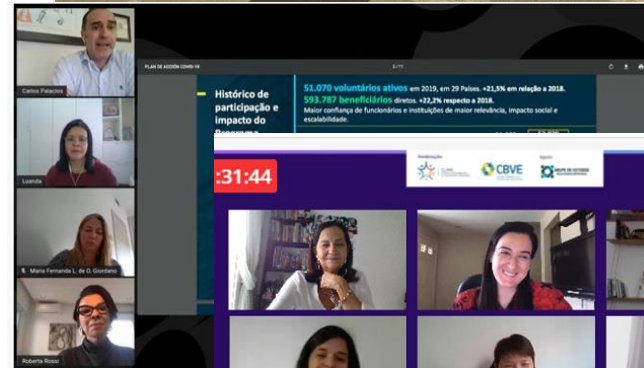 Carlos Palacios
Luanda
Maria Fernanda L. de O. Giordano
Roberta Rossi
PLAN DE ACCIÓN COVID-19
Histórico de
participação e
impacto do
Programa
51.070 voluntários ativos em 2019, em 29 Países. +21,5% em relação a 2018.
593.787 beneficiários diretos. +22,2% respecto a 2018.
Maior confiança de funcionários e instituições de maior relevância, impacto social e
escalabilidade.
:31:44
CBVE